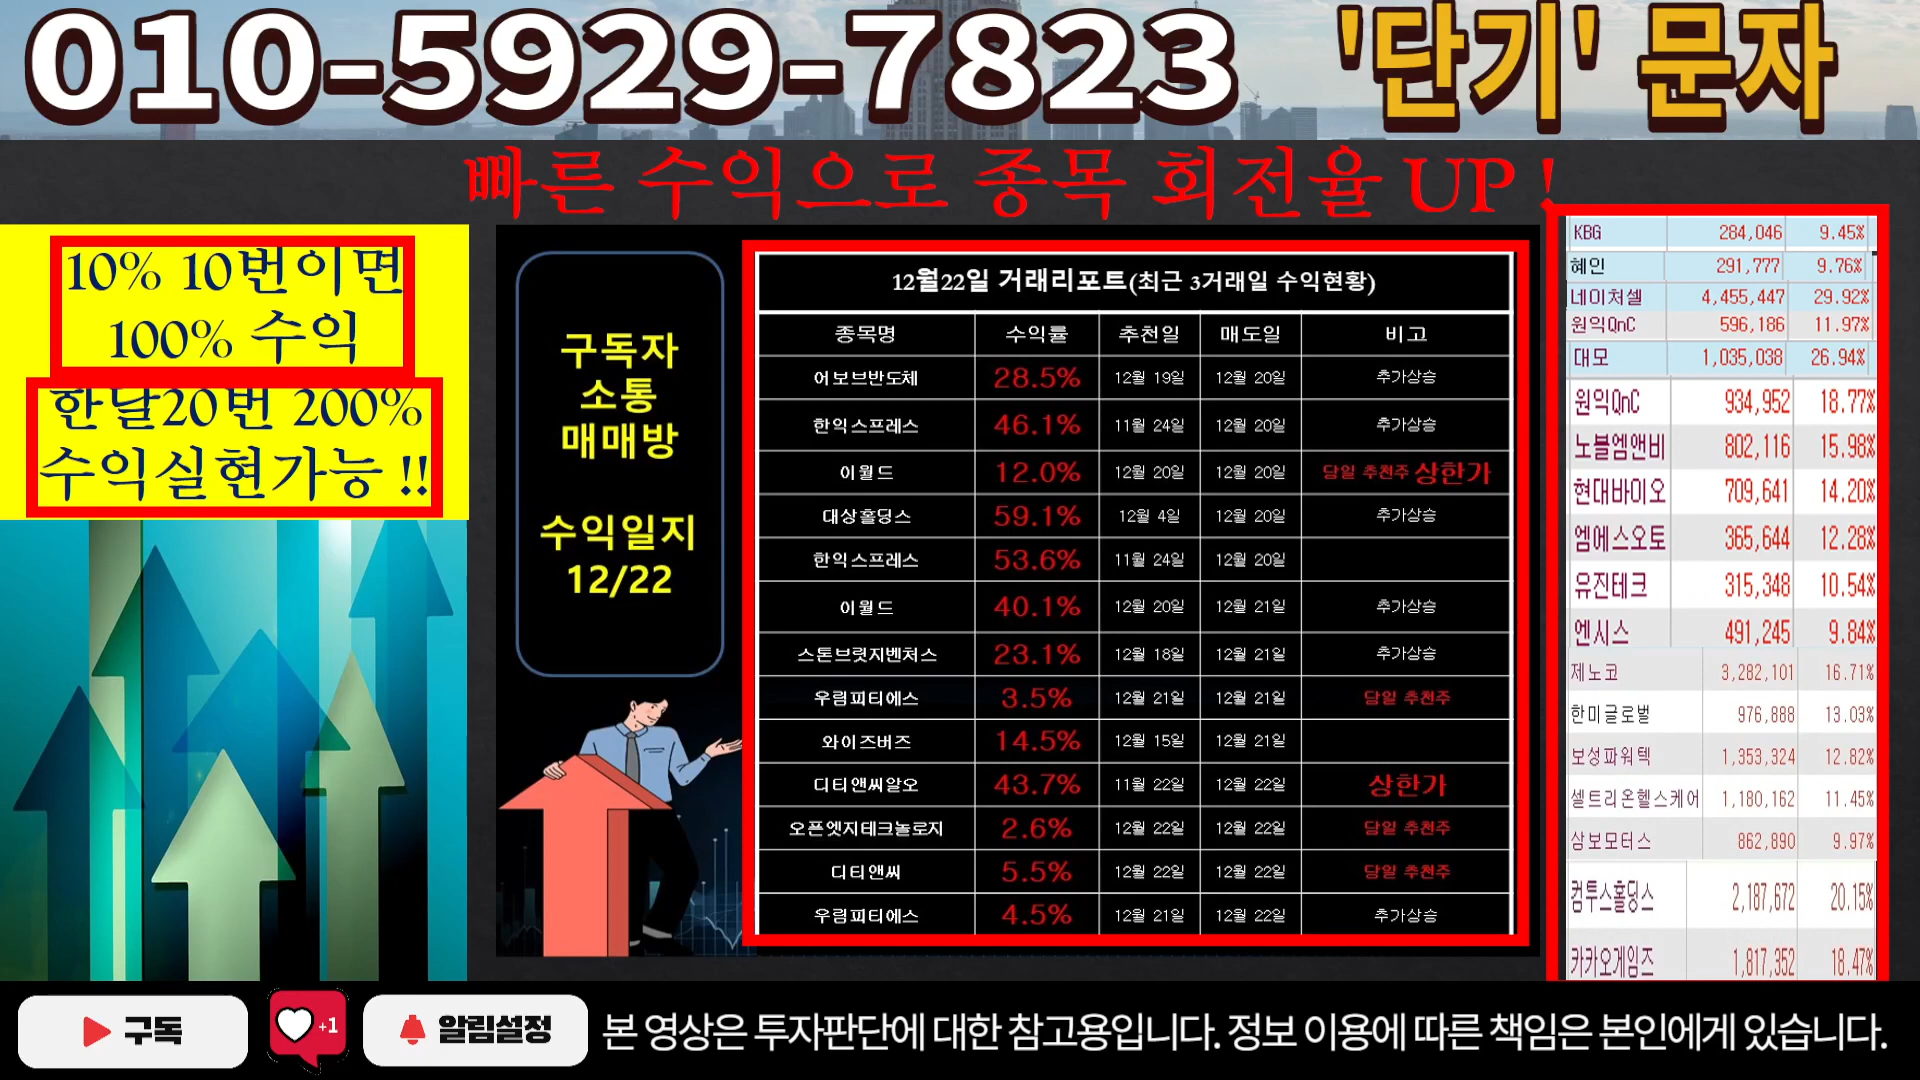 010-5929-7823 '단기' 문자
빠른 수익으로 종목 회전율 UP !
10% 10번이면
100% 수익
한달20번 200%
수익실현가능 !!
구독자
소통
매매방
수익일지
12/22
12월22일 거래리포트(최근 3거래일 수익현황)
종목명 수익률 추천일 매도일 비고
어보브반도체 28.5% 12월 19일 12월 20일 추가상승
한익스프레스 46.1% 11월 24일 12월 20일 추가상승
이월드 12.0% 12월 20일 12월 20일 당일 추천주 상한가
대상홀딩스 59.1% 12월 4일 12월 20일 추가상승
한익스프레스 53.6% 11월 24일 12월 20일
이월드 40.1% 12월 20일 12월 21일 추가상승
스톤브릿지벤처스 23.1% 12월 18일 12월 21일 추가상승
우럼피티에스 3.5% 12월 21일 12월 21일 당일 추천주
와이즈버즈 14.5% 12월 15일 12월 21일
디티앤씨알오 43.7% 11월 22일 12월 22일 상한가
오픈엣지테크놀로지 2.6% 12월 22일 12월 22일 당일 추천주
디티앤씨 5.5% 12월 22일 12월 22일 당일 추천주
우럼피티에스 4.5% 12월 21일 12월 22일 추가상승
KBG 284,046 9.45%
혜인 291,777 9.76%
네이처셀 4,455,447 29.92%
원익QnC 596,186 11.97%
대모 1,035,038 26.94%
원익QnC 934,952 18.77%
노블엠앤비 802,116 15.98%
현대바이오 709,641 14.20%
엠에스오토 365,644 12.28%
유진테크 315,348 10.54%
엔시스 491,245 9.84%
제노코 3,282,101 16.71%
한미글로벌 976,888 13.03%
보성파워텍 1,353,324 12.82%
셀트리온헬스케어 1,180,162 11.45%
삼보모터스 862,890 9.97%
컴투스홀딩스 2,187,672 20.15%
카카오게임즈 1,817,352 18.47%
구독 +1 알림설정 본 영상은 투자판단에 대한 참고용입니다. 정보 이용에 따른 책임은 본인에게 있습니다.